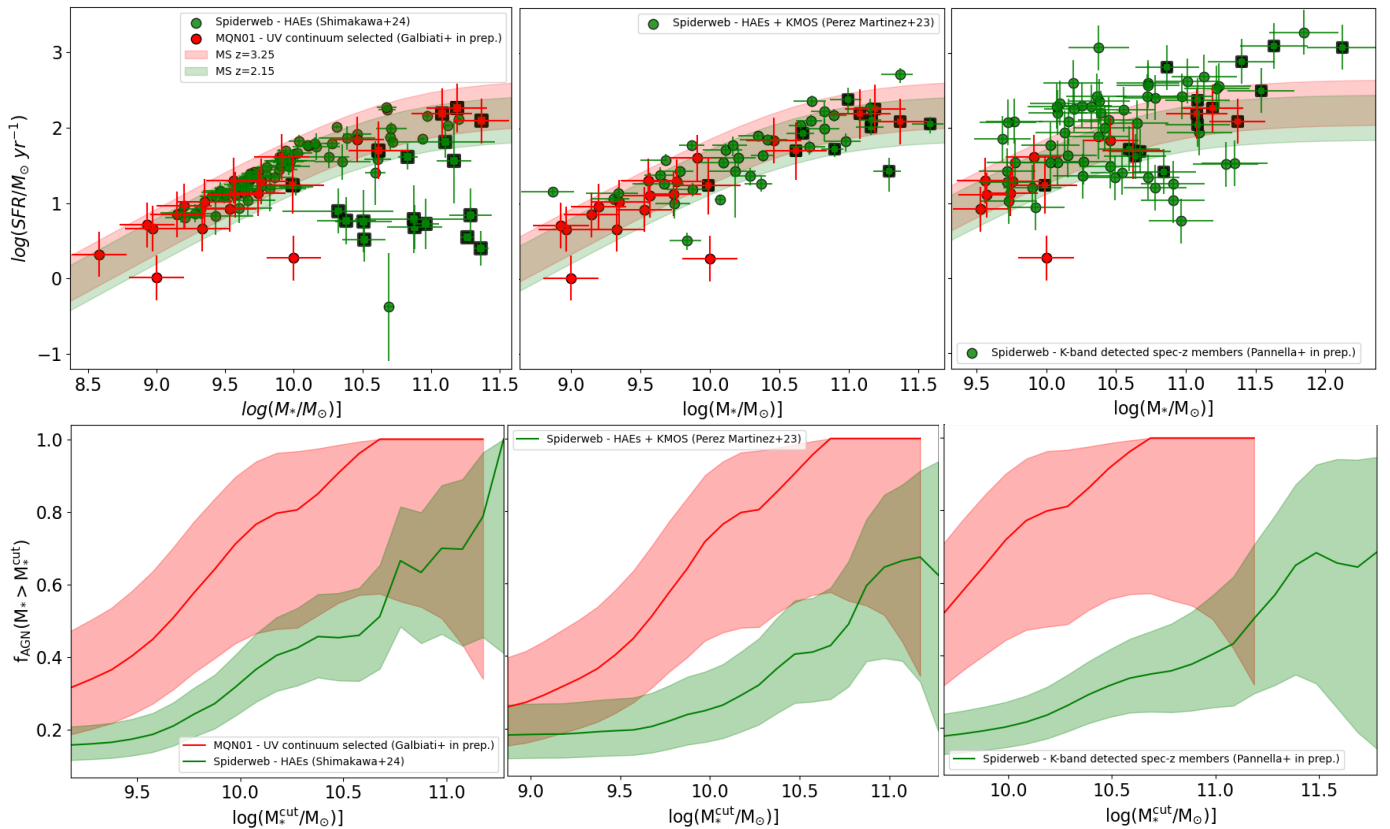 Spiderweb - HAEs (Shimakawa+24)
MQN01 - UV continuum selected (Galbiati+ in prep.)
MS z=3.25
MS z=2.15
log(SFR/M⊙ yr⁻¹)
3
2
1
0
−1
8.5 9.0 9.5 10.0 10.5 11.0 11.5
log(M*/M⊙)]
Spiderweb - HAEs + KMOS (Perez Martinez+23)
9.0 9.5 10.0 10.5 11.0 11.5
log(M*/M⊙)]
Spiderweb - K-band detected spec-z members (Pannella+ in prep.)
9.5 10.0 10.5 11.0 11.5 12.0
log(M*/M⊙)]
f_AGN(M* > M*^cut)
1.0
0.8
0.6
0.4
0.2
MQN01 - UV continuum selected (Galbiati+ in prep.)
Spiderweb - HAEs (Shimakawa+24)
9.5 10.0 10.5 11.0
log(M*^cut/M⊙)]
Spiderweb - HAEs + KMOS (Perez Martinez+23)
9.0 9.5 10.0 10.5 11.0
log(M*^cut/M⊙)]
Spiderweb - K-band detected spec-z members (Pannella+ in prep.)
10.0 10.5 11.0 11.5
log(M*^cut/M⊙)]